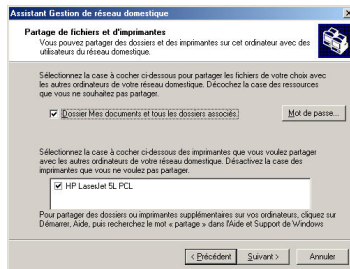 Assistant Gestion de réseau domestique
Partage de fichiers et d'imprimantes
Vous pouvez partager des dossiers et des imprimantes sur cet ordinateur avec des
utilisateurs du réseau domestique.
Sélectionnez la case à cocher ci-dessous pour partager les fichiers de votre choix avec
les autres ordinateurs de votre réseau domestique. Décochez la case des ressources
que vous ne souhaitez pas partager.
Dossier Mes documents et tous les dossiers associés.
Mot de passe...
Sélectionnez la case à cocher ci-dessous des imprimantes que vous voulez partager
avec les autres ordinateurs de votre réseau domestique. Désactivez la case des
imprimantes que vous ne voulez pas partager.
HP LaserJet 5L PCL
Pour partager des dossiers ou imprimantes supplémentaires sur vos ordinateurs, cliquez sur
Démarrer, Aide, puis recherchez le mot « partage » dans l'Aide et Support de Windows
< Précédent
Suivant >
Annuler